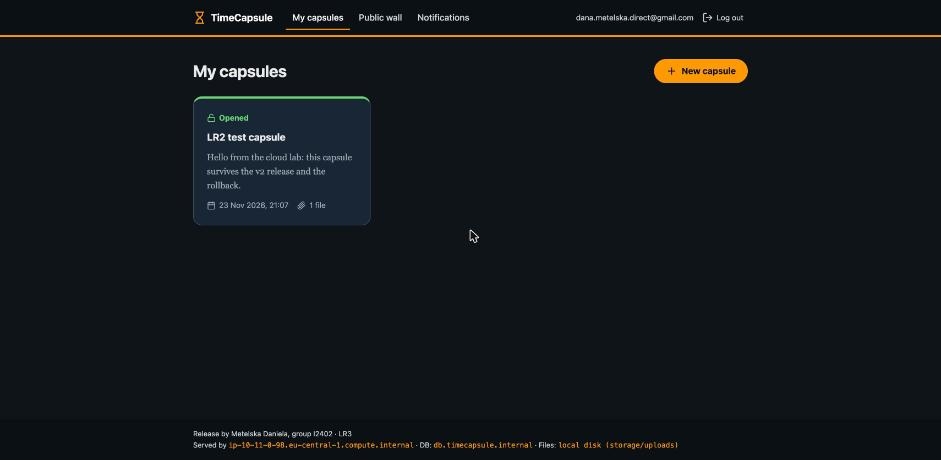 TimeCapsule My capsules Public wall Notifications dana.metelska.direct@gmail.com Log out
My capsules
+ New capsule
Opened
LR2 test capsule
Hello from the cloud lab: this capsule
survives the v2 release and the
rollback.
23 Nov 2026, 21:07 1 file
Release by Metelska Daniela, group I2402 · LR3
Served by ip-10-11-0-98.eu-central-1.compute.internal · DB: db.timecapsule.internal · Files: local disk (storage/uploads)